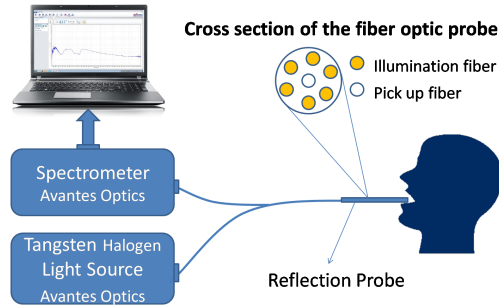 Cross section of the fiber optic probe
Illumination fiber
Pick up fiber
Spectrometer
Avantes Optics
Tangsten Halogen
Light Source
Avantes Optics
Reflection Probe